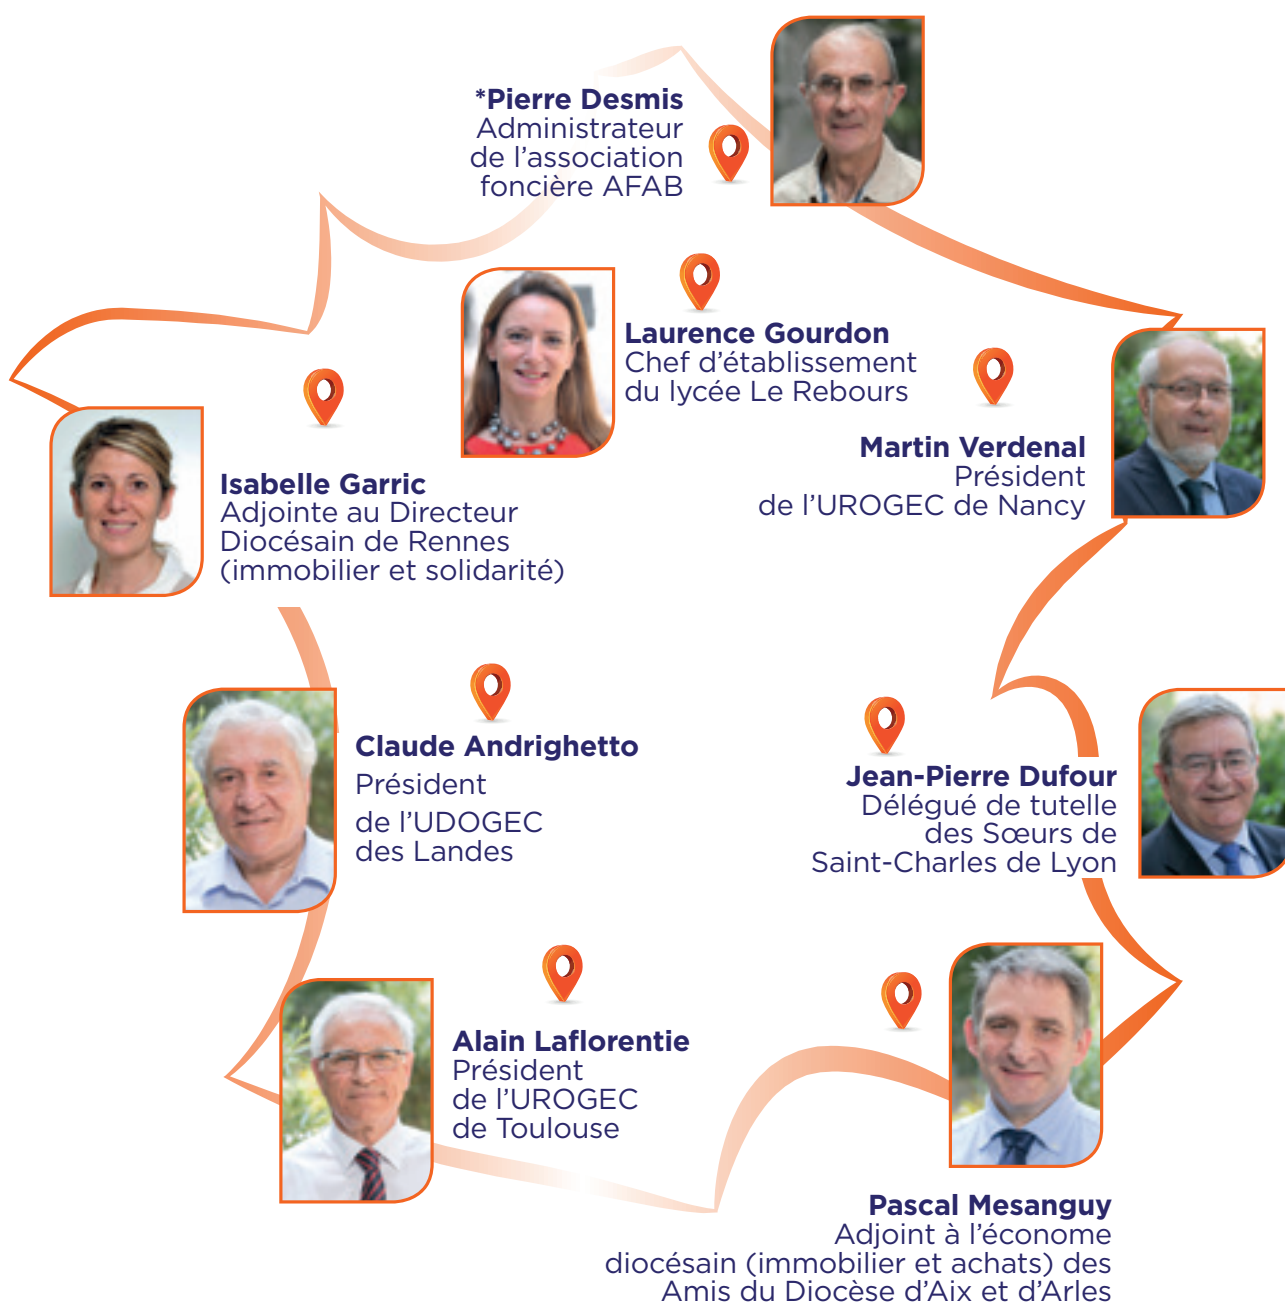 *Pierre Desmis
Administrateur
de l’association
foncière AFAB
Laurence Gourdon
Chef d’établissement
du lycée Le Rebours
Martin Verdenal
Président
de l’UROGEC de Nancy
Isabelle Garric
Adjointe au Directeur
Diocésain de Rennes
(immobilier et solidarité)
Claude Andrighetto
Président
de l’UDOGEC
des Landes
Jean-Pierre Dufour
Délégué de tutelle
des Sœurs de
Saint-Charles de Lyon
Alain Laflorentie
Président
de l’UROGEC
de Toulouse
Pascal Mesanguy
Adjoint à l’économe
diocésain (immobilier et achats) des
Amis du Diocèse d’Aix et d’Arles